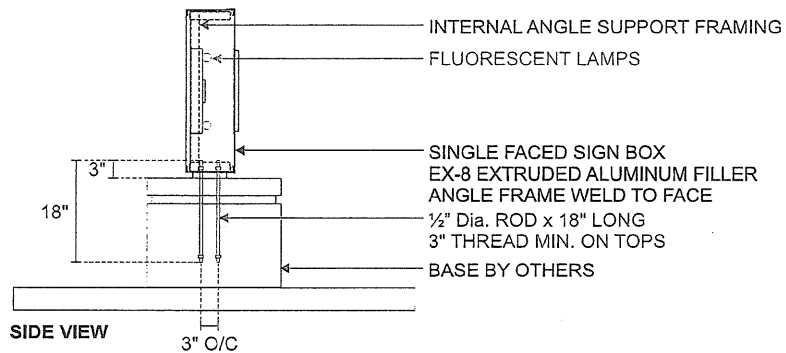 INTERNAL ANGLE SUPPORT FRAMING
FLUORESCENT LAMPS
3"
SINGLE FACED SIGN BOX
EX-8 EXTRUDED ALUMINUM FILLER
ANGLE FRAME WELD TO FACE
18"
½" Dia. ROD x 18" LONG
3" THREAD MIN. ON TOPS
BASE BY OTHERS
SIDE VIEW
3" O/C